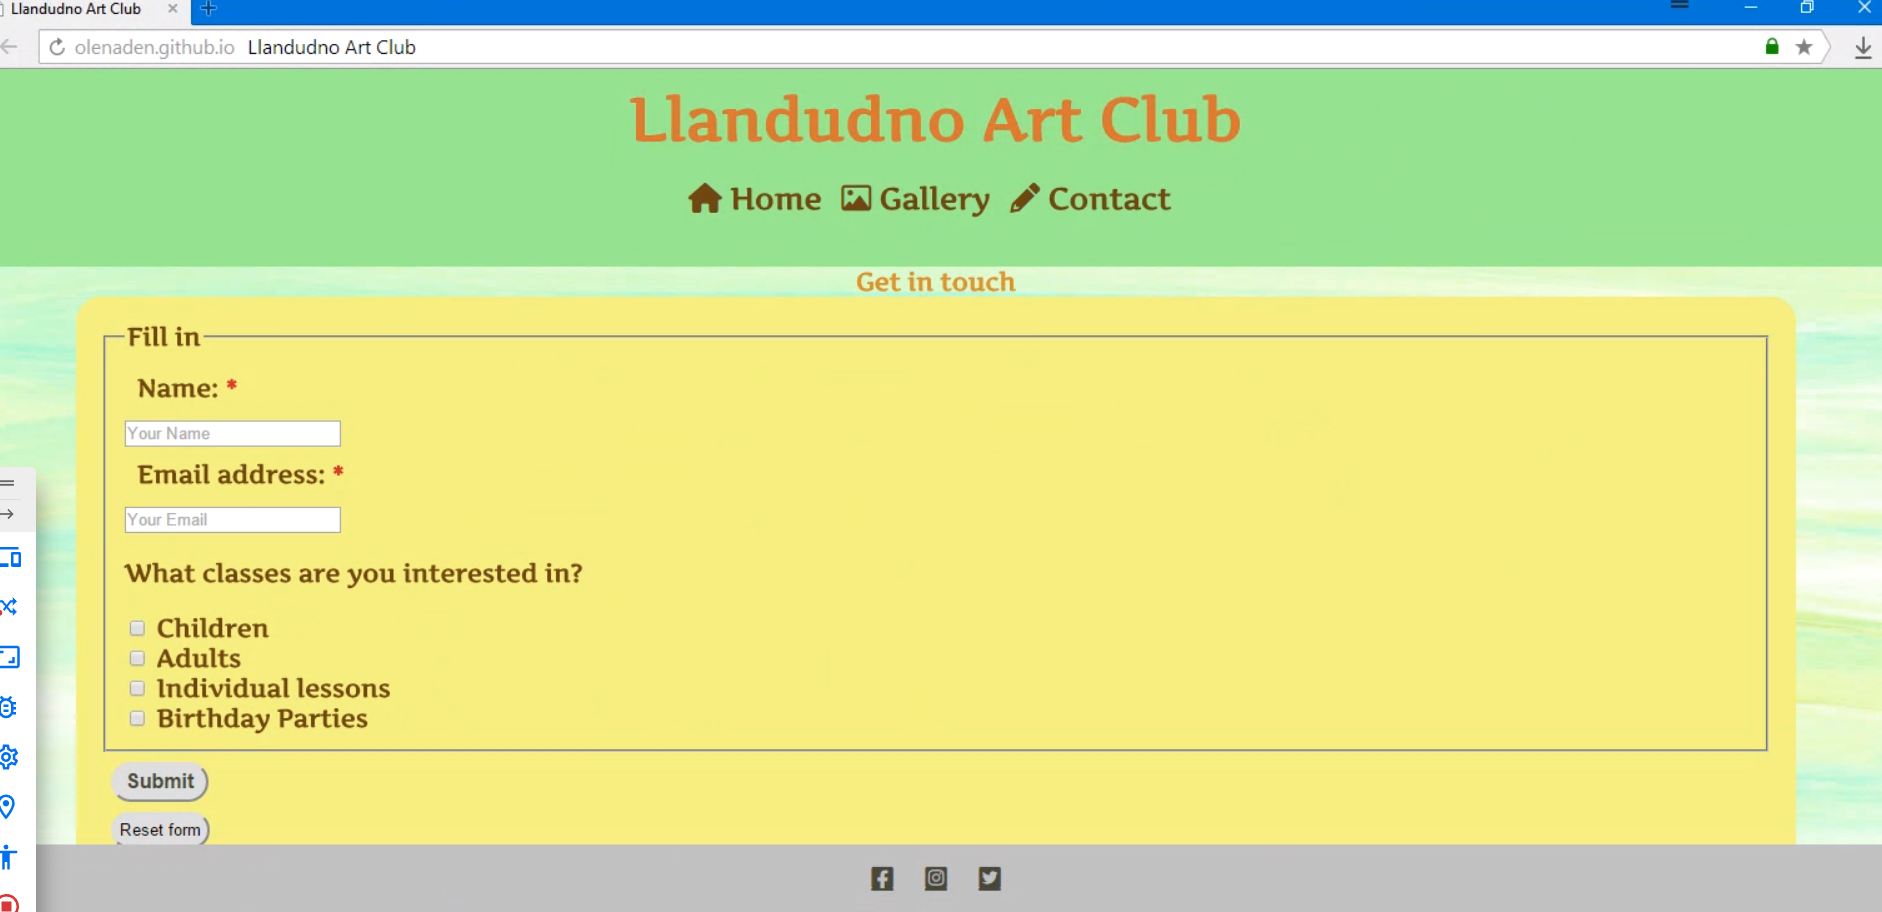 Llandudno Art Club
olenaden.github.io Llandudno Art Club
Llandudno Art Club
Home Gallery Contact
Get in touch
Fill in
Name: *
Your Name
Email address: *
Your Email
What classes are you interested in?
Children
Adults
Individual lessons
Birthday Parties
Submit
Reset form